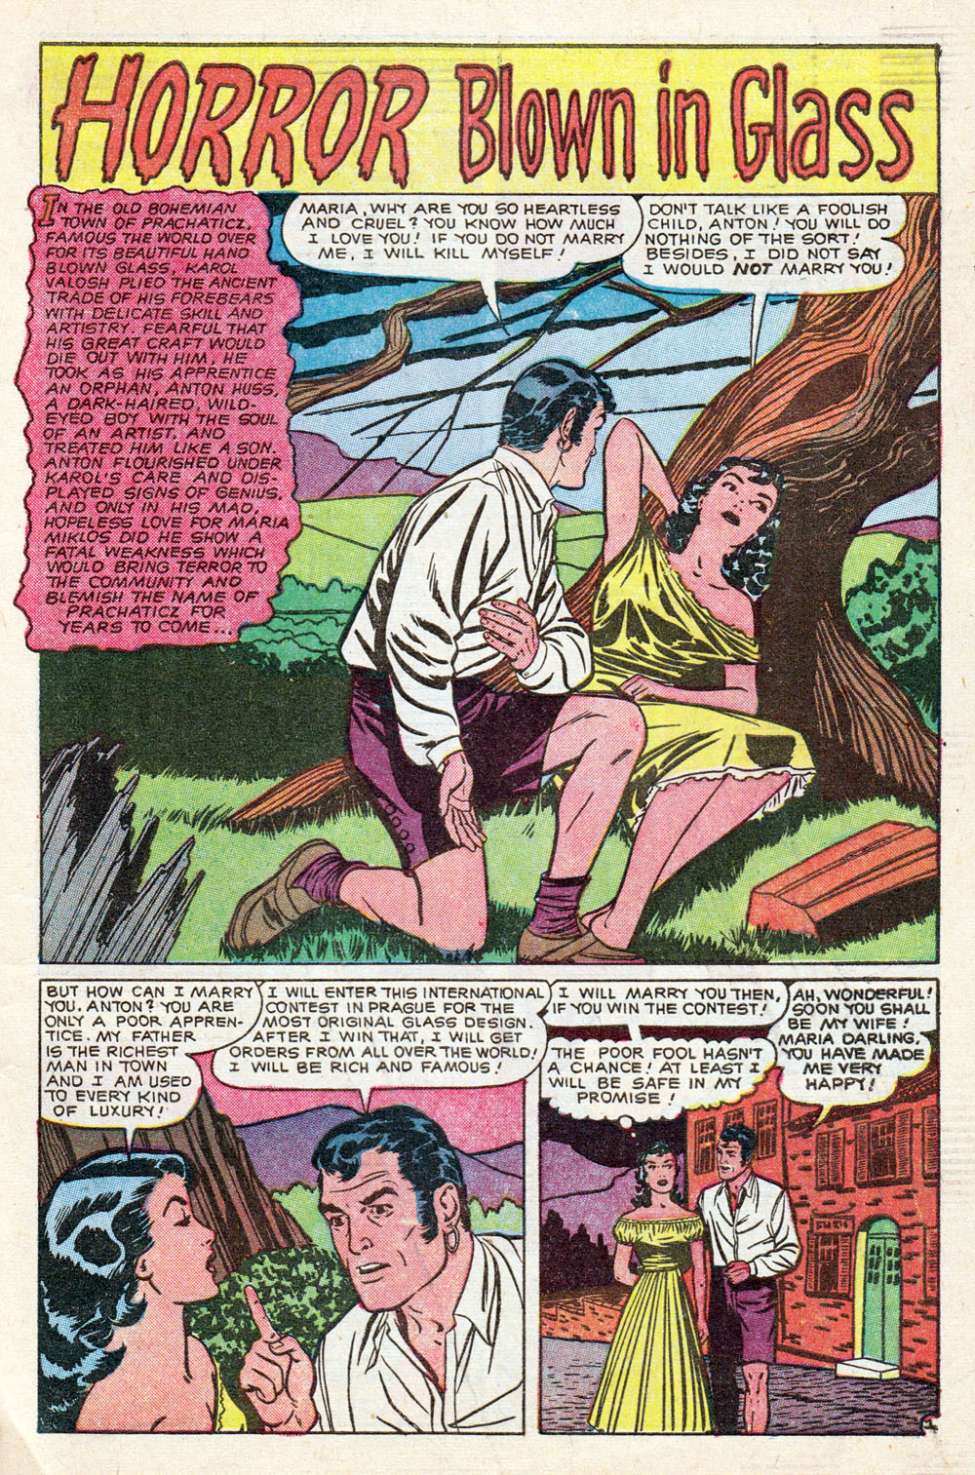 HORROR Blown in Glass
IN THE OLD BOHEMIAN
TOWN OF PRACHATICZ,
FAMOUS THE WORLD OVER
FOR ITS BEAUTIFUL HAND
BLOWN GLASS, KAROL
VALOSH PLIED THE ANCIENT
TRADE OF HIS FOREBEARS
WITH DELICATE SKILL AND
ARTISTRY. FEARFUL THAT
HIS GREAT CRAFT WOULD
DIE OUT WITH HIM, HE
TOOK AS HIS APPRENTICE
AN ORPHAN, ANTON HUSS,
A DARK-HAIRED, WILD-
EYED BOY WITH THE SOUL
OF AN ARTIST, AND
TREATED HIM LIKE A SON.
ANTON FLOURISHED UNDER
KAROL'S CARE AND DIS-
PLAYED SIGNS OF GENIUS,
AND ONLY IN HIS MAD,
HOPELESS LOVE FOR MARIA
MIKLOS DID HE SHOW A
FATAL WEAKNESS WHICH
WOULD BRING TERROR TO
THE COMMUNITY AND
BLEMISH THE NAME OF
PRACHATICZ FOR
YEARS TO COME...
MARIA, WHY ARE YOU SO HEARTLESS
AND CRUEL? YOU KNOW HOW MUCH
I LOVE YOU! IF YOU DO NOT MARRY
ME, I WILL KILL MYSELF!
DON'T TALK LIKE A FOOLISH
CHILD, ANTON! YOU WILL DO
NOTHING OF THE SORT!
BESIDES, I DID NOT SAY
I WOULD NOT MARRY YOU!
BUT HOW CAN I MARRY
YOU, ANTON? YOU ARE
ONLY A POOR APPREN-
TICE. MY FATHER
IS THE RICHEST
MAN IN TOWN
AND I AM USED
TO EVERY KIND
OF LUXURY!
I WILL ENTER THIS INTERNATIONAL
CONTEST IN PRAGUE FOR THE
MOST ORIGINAL GLASS DESIGN.
AFTER I WIN THAT, I WILL GET
ORDERS FROM ALL OVER THE WORLD!
I WILL BE RICH AND FAMOUS!
I WILL MARRY YOU THEN,
IF YOU WIN THE CONTEST!
THE POOR FOOL HASN'T
A CHANCE! AT LEAST I
WILL BE SAFE IN MY
PROMISE!
AH, WONDERFUL!
SOON YOU SHALL
BE MY WIFE!
MARIA DARLING,
YOU HAVE MADE
ME VERY
HAPPY!